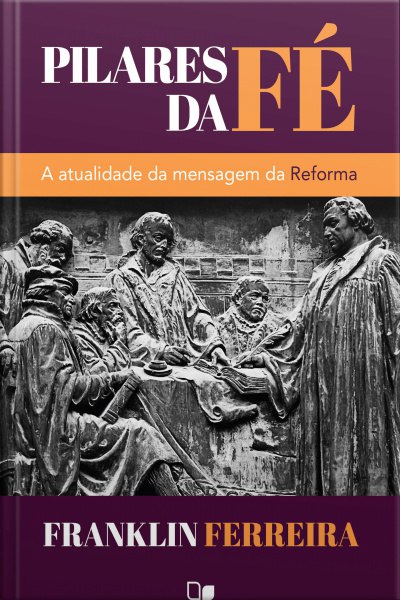 PILARES
DA FÉ
A atualidade da mensagem da Reforma
FRANKLIN FERREIRA